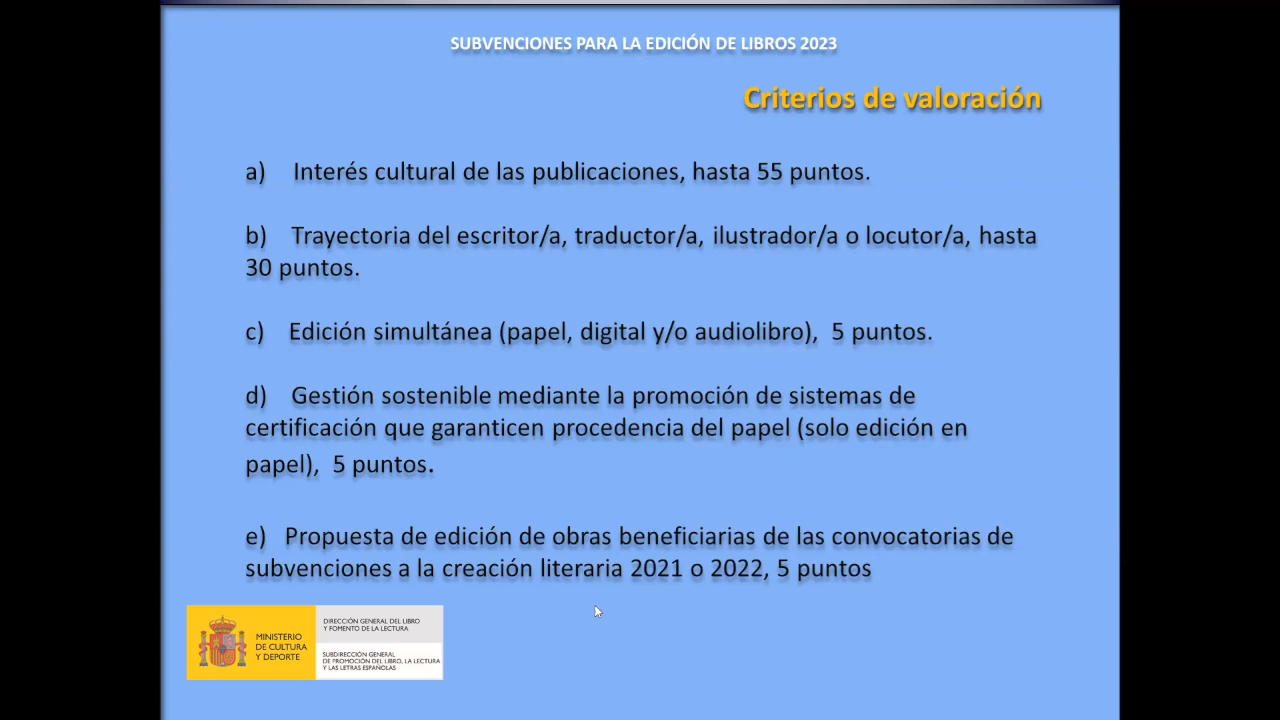 SUBVENCIONES PARA LA EDICIÓN DE LIBROS 2023
Criterios de valoración
a) Interés cultural de las publicaciones, hasta 55 puntos.
b) Trayectoria del escritor/a, traductor/a, ilustrador/a o locutor/a, hasta
30 puntos.
c) Edición simultánea (papel, digital y/o audiolibro), 5 puntos.
d) Gestión sostenible mediante la promoción de sistemas de
certificación que garanticen procedencia del papel (solo edición en
papel), 5 puntos.
e) Propuesta de edición de obras beneficiarias de las convocatorias de
subvenciones a la creación literaria 2021 o 2022, 5 puntos
MINISTERIO
DE CULTURA
Y DEPORTE
DIRECCIÓN GENERAL DEL LIBRO
Y FOMENTO DE LA LECTURA
SUBDIRECCIÓN GENERAL
DE PROMOCIÓN DEL LIBRO, LA LECTURA
Y LAS LETRAS ESPAÑOLAS